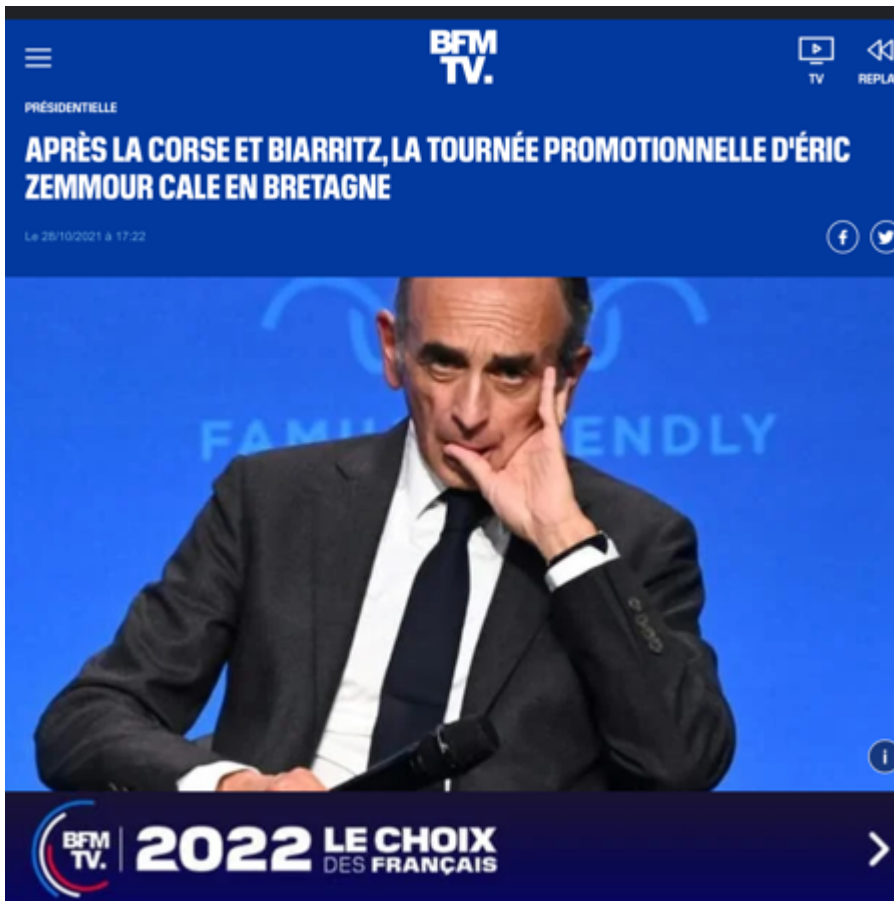 BFM
TV.
TV
REPLA
PRÉSIDENTIELLE
APRÈS LA CORSE ET BIARRITZ, LA TOURNÉE PROMOTIONNELLE D'ÉRIC
ZEMMOUR CALE EN BRETAGNE
Le 28/10/2021 à 17:22
FAMI ENDLY
BFM
TV.
2022 LE CHOIX
DES FRANÇAIS